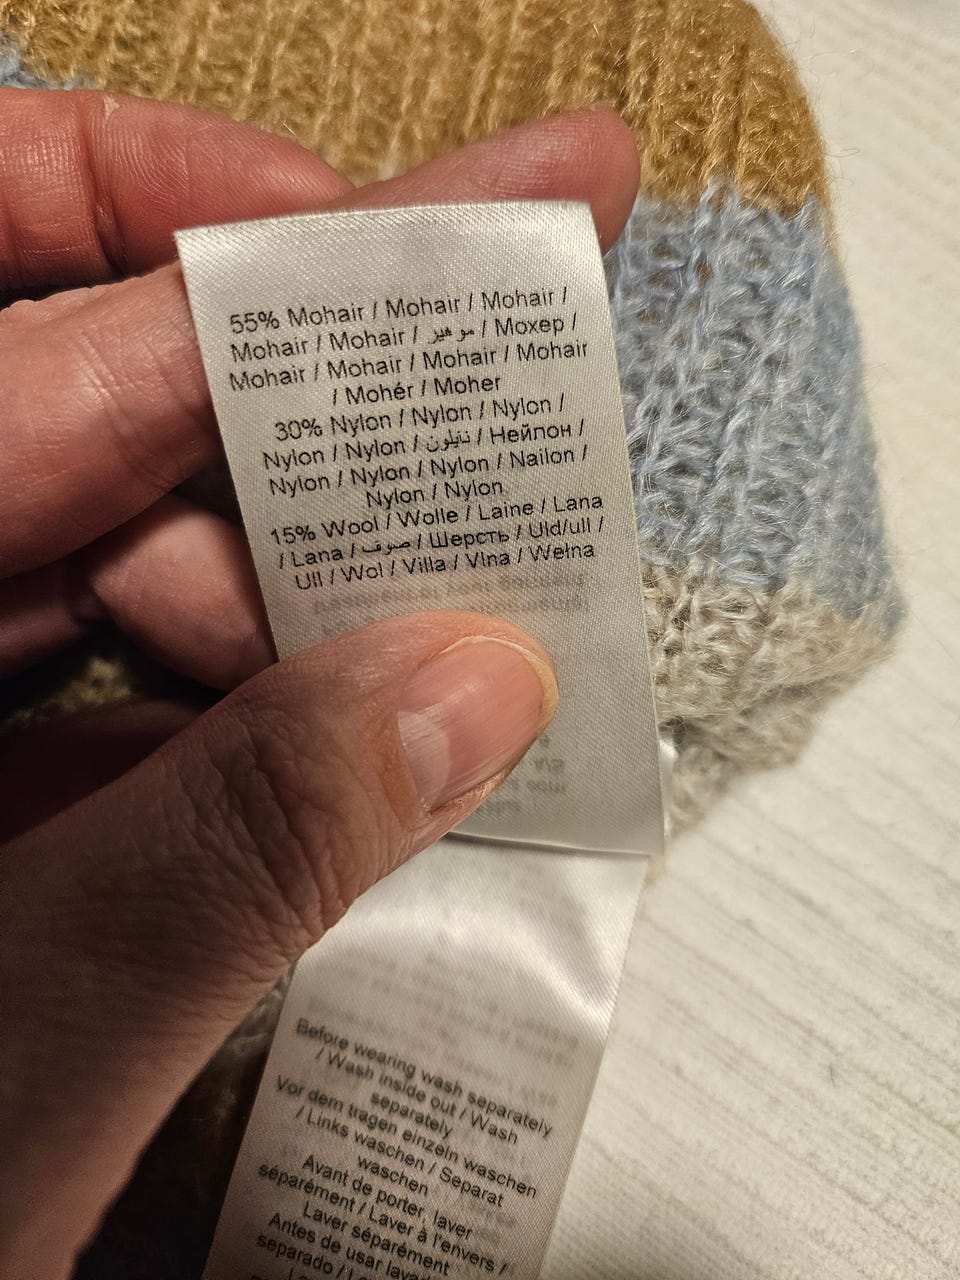 55% Mohair / Mohair / Mohair /
Mohair / Mohair / موهير / Мохер /
Mohair / Mohair / Mohair / Mohair
/ Mohér / Moher
30% Nylon / Nylon / Nylon /
Nylon / Nylon / نايلون / Нейлон /
Nylon / Nylon / Nylon / Nailon /
Nylon / Nylon
15% Wool / Wolle / Laine / Lana
/ Lana / صوف / Шерсть / Uld/ull /
Ull / Wol / Villa / Vlna / Wełna
Before wearing wash separately
/ Wash inside out / Wash
separately
Vor dem tragen einzeln waschen
/ Links waschen / Separat
waschen
Avant de porter, laver
séparément / Laver à l'envers /
Laver séparément
Antes de usar
separado /